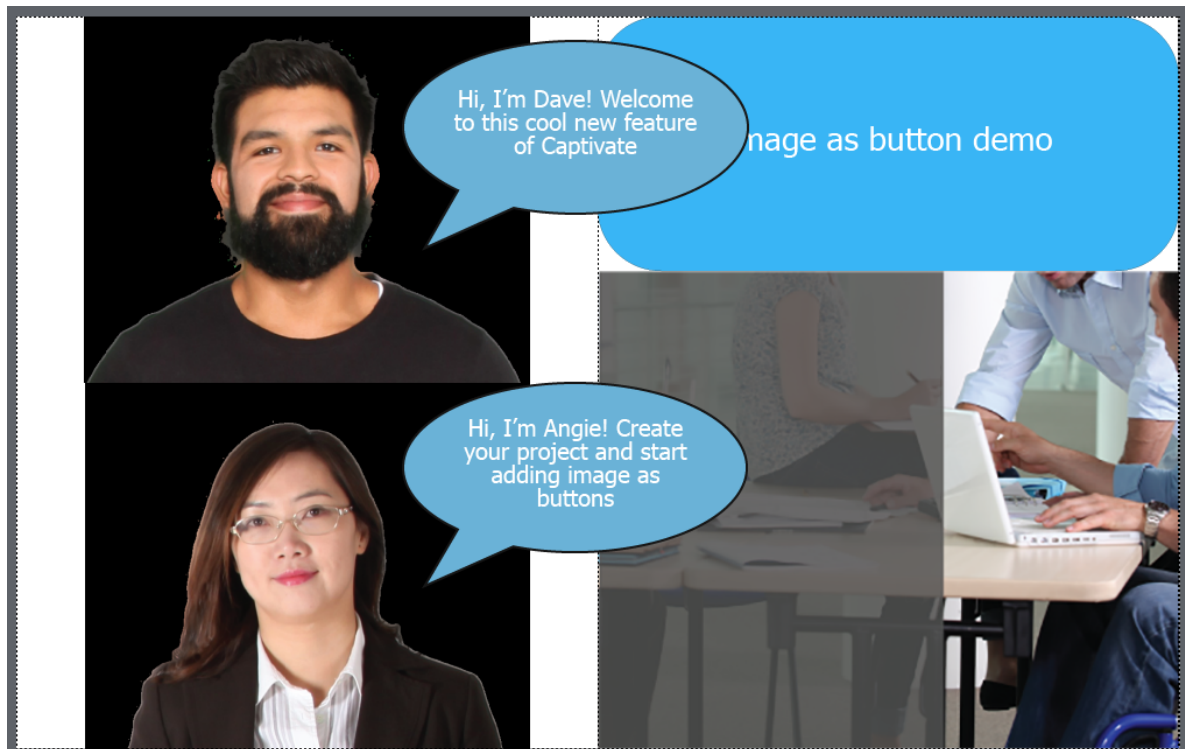 Hi, I’m Dave! Welcome
to this cool new feature
of Captivate
mage as button demo
Hi, I’m Angie! Create
your project and start
adding image as
buttons